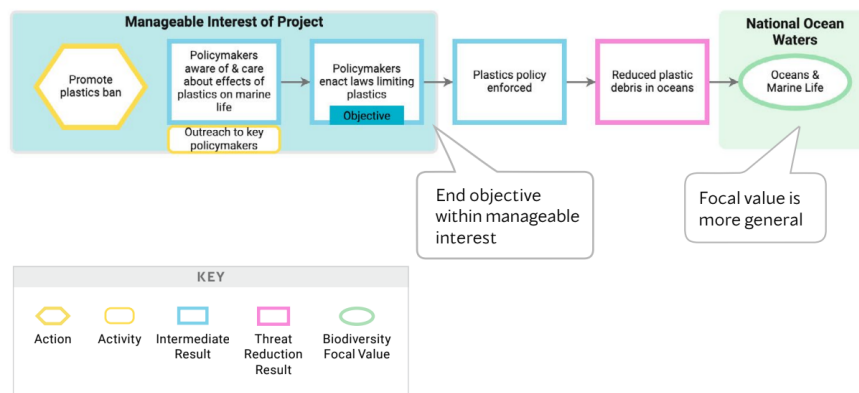 Manageable Interest of Project
National Ocean
Waters
Promote
plastics ban
Policymakers
aware of & care
about effects of
plastics on marine
life
Outreach to key
policymakers
Policymakers
enact laws limiting
plastics
Objective
Plastics policy
enforced
Reduced plastic
debris in oceans
Oceans &
Marine Life
End objective
within manageable
interest
Focal value is
more general
KEY
Action
Activity
Intermediate
Result
Threat
Reduction
Result
Biodiversity
Focal Value